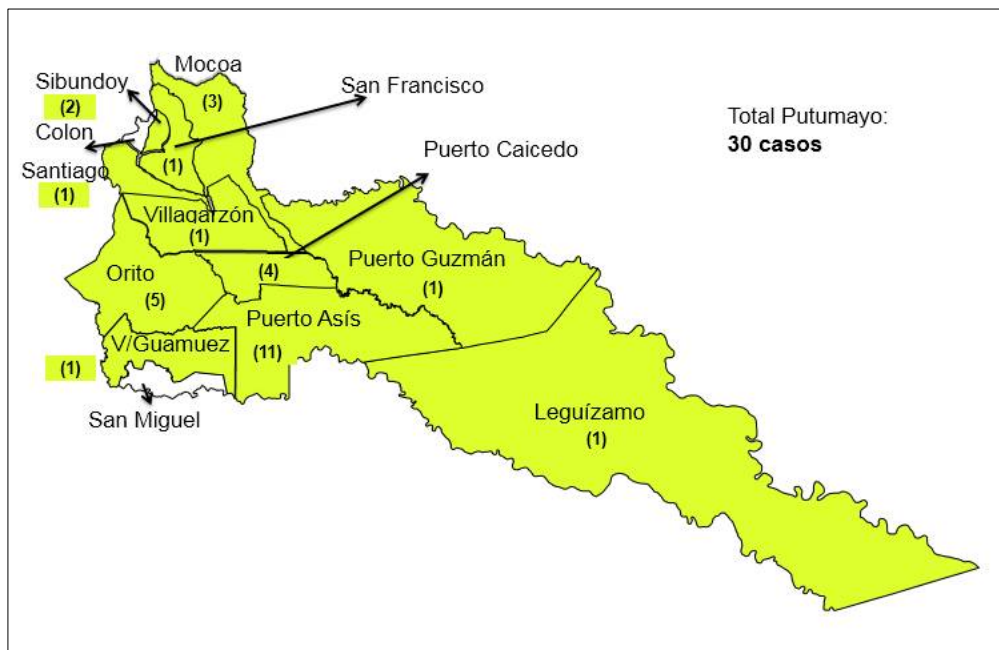 Mocoa
(3)
Sibundoy
(2)
San Francisco
Colon
Santiago
(1)
(1)
Total Putumayo:
30 casos
Puerto Caicedo
Villagarzón
(1)
Orito
(5)
(4)
Puerto Guzmán
(1)
Puerto Asís
(11)
V/Guamuez
(1)
San Miguel
Leguízamo
(1)